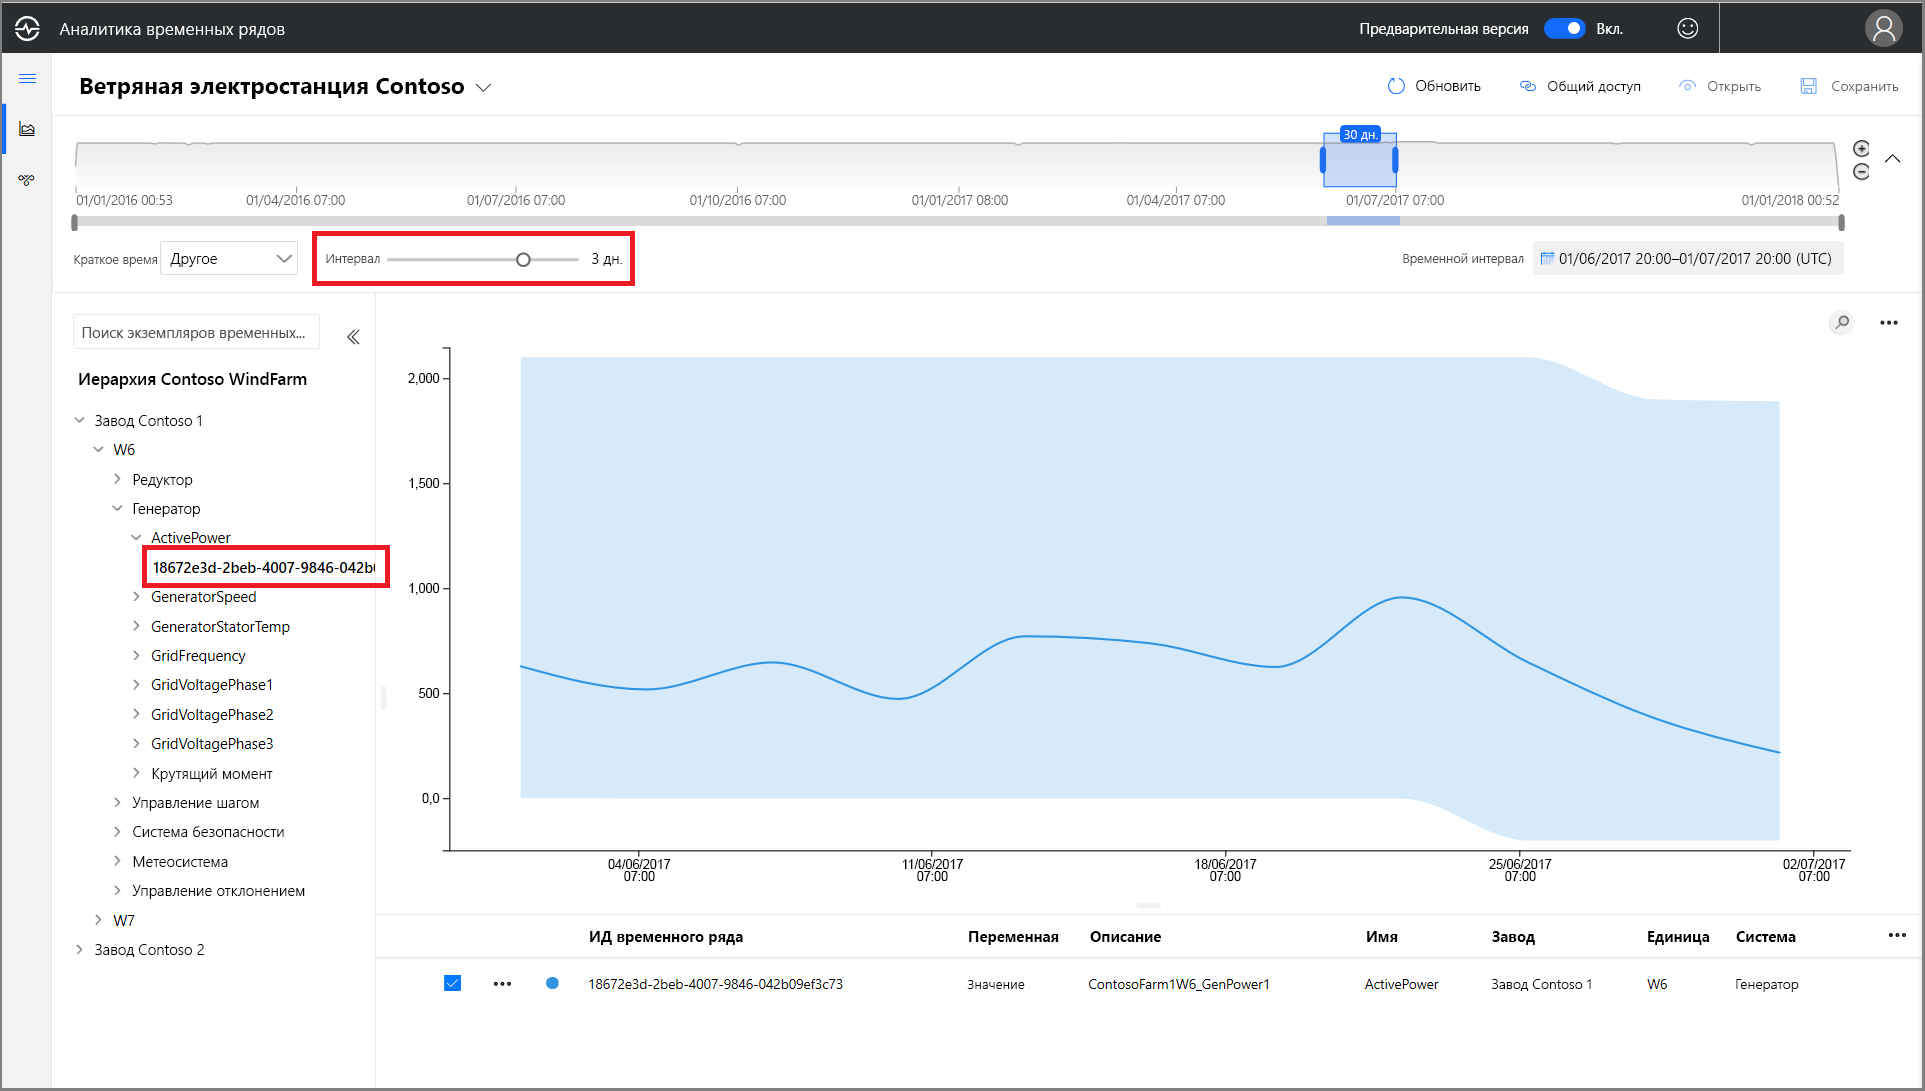 Аналитика временных рядов
Предварительная версия Вкл.
Ветряная электростанция Contoso
Обновить Общий доступ Открыть Сохранить
30 дн.
01/01/2016 00:53 01/04/2016 07:00 01/07/2016 07:00 01/10/2016 07:00 01/01/2017 08:00 01/04/2017 07:00 01/07/2017 07:00 01/01/2018 00:52
Краткое время Другое Интервал 3 дн. Временной интервал 01/06/2017 20:00–01/07/2017 20:00 (UTC)
Поиск экземпляров временных...
Иерархия Contoso WindFarm
Завод Contoso 1
W6
Редуктор
Генератор
ActivePower
18672e3d-2beb-4007-9846-042b
GeneratorSpeed
GeneratorStatorTemp
GridFrequency
GridVoltagePhase1
GridVoltagePhase2
GridVoltagePhase3
Крутящий момент
Управление шагом
Система безопасности
Метеосистема
Управление отклонением
W7
Завод Contoso 2
2,000
1,500
1,000
500
0,0
04/06/2017 11/06/2017 18/06/2017 25/06/2017 02/07/2017
07:00 07:00 07:00 07:00 07:00
ИД временного ряда Переменная Описание Имя Завод Единица Система
18672e3d-2beb-4007-9846-042b09ef3c73 Значение ContosoFarm1W6_GenPower1 ActivePower Завод Contoso 1 W6 Генератор